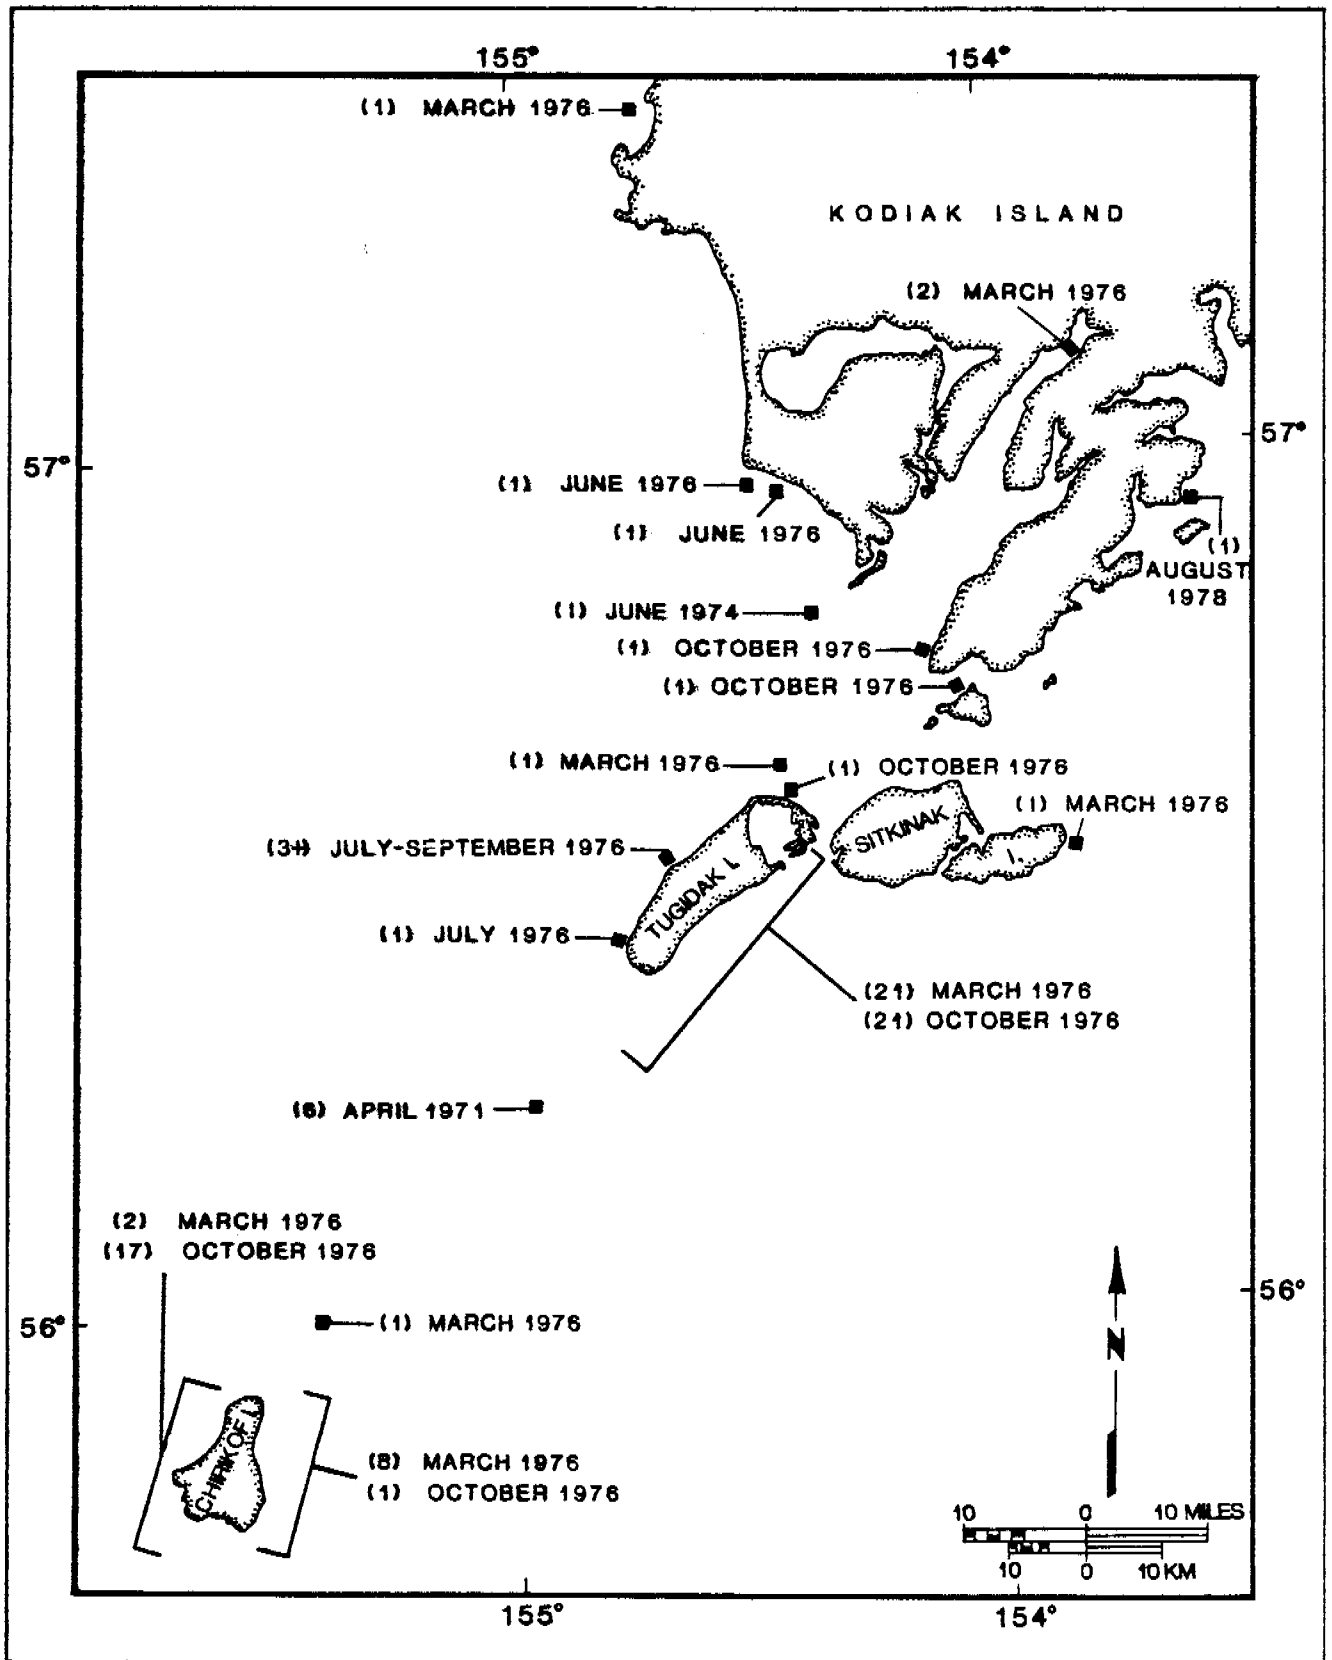 155° 154°
(1) MARCH 1976
KODIAK ISLAND
(2) MARCH 1976
57° 57°
(1) JUNE 1976
(1) JUNE 1976
(1)
AUGUST
1978
(1) JUNE 1974
(1) OCTOBER 1976
(1) OCTOBER 1976
(1) MARCH 1976
(1) OCTOBER 1976
(1) MARCH 1976
SITKINAK I.
(3+) JULY-SEPTEMBER 1976
TUGIDAK I.
(1) JULY 1976
(21) MARCH 1976
(21) OCTOBER 1976
(6) APRIL 1971
(2) MARCH 1976
(17) OCTOBER 1976
56° 56°
(1) MARCH 1976
N
CHIRIKOF I.
(8) MARCH 1976
(1) OCTOBER 1976
10 0 10 MILES
10 0 10 KM
155° 154°